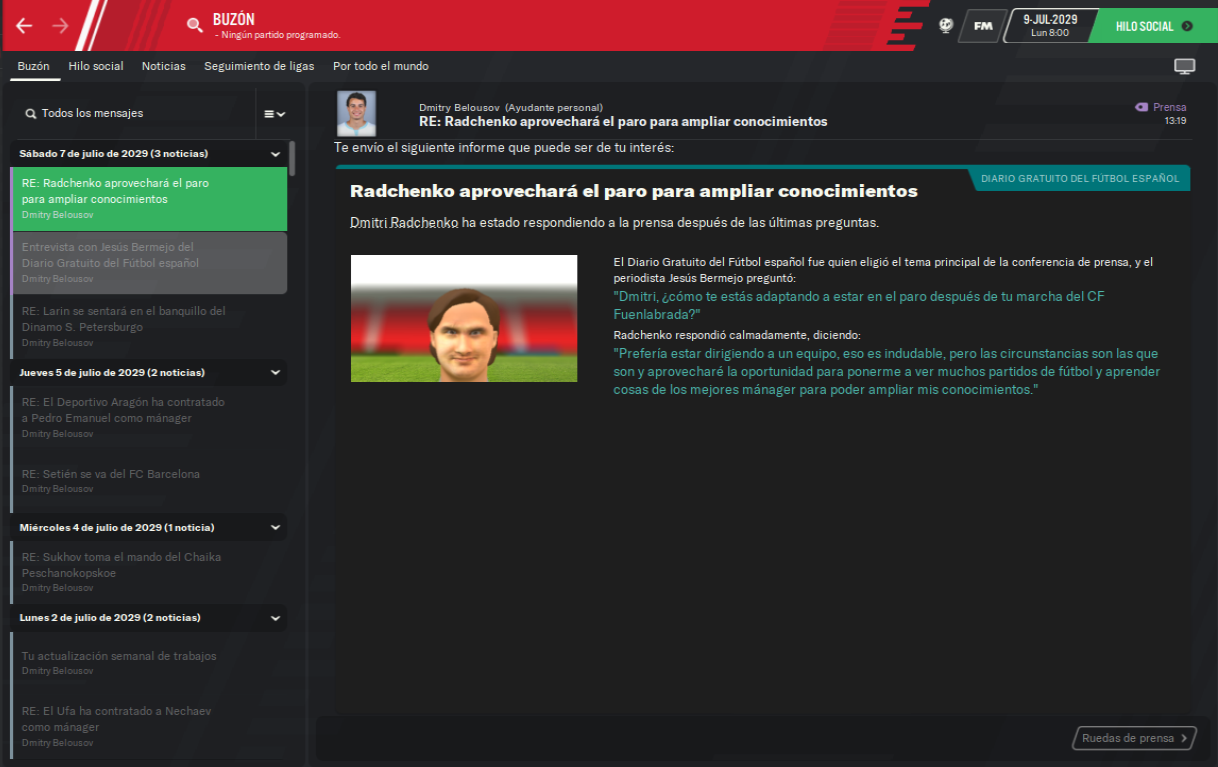 BUZÓN
- Ningún partido programado.
FM
9-JUL-2029
Lun 8:00
HILO SOCIAL
Buzón
Hilo social
Noticias
Seguimiento de ligas
Por todo el mundo
Todos los mensajes
Sábado 7 de julio de 2029 (3 noticias)
RE: Radchenko aprovechará el paro
para ampliar conocimientos
Dmitry Belousov
Entrevista con Jesús Bermejo del
Diario Gratuito del Fútbol español
Dmitry Belousov
RE: Larin se sentará en el banquillo del
Dinamo S. Petersburgo
Dmitry Belousov
Jueves 5 de julio de 2029 (2 noticias)
RE: El Deportivo Aragón ha contratado
a Pedro Emanuel como mánager
Dmitry Belousov
RE: Setién se va del FC Barcelona
Dmitry Belousov
Miércoles 4 de julio de 2029 (1 noticia)
RE: Sukhov toma el mando del Chaika
Peschanokopskoe
Dmitry Belousov
Lunes 2 de julio de 2029 (2 noticias)
Tu actualización semanal de trabajos
Dmitry Belousov
RE: El Ufa ha contratado a Nechaev
como mánager
Dmitry Belousov
Dmitry Belousov (Ayudante personal)
RE: Radchenko aprovechará el paro para ampliar conocimientos
Prensa
13:19
Te envío el siguiente informe que puede ser de tu interés:
DIARIO GRATUITO DEL FÚTBOL ESPAÑOL
Radchenko aprovechará el paro para ampliar conocimientos
Dmitri Radchenko ha estado respondiendo a la prensa después de las últimas preguntas.
El Diario Gratuito del Fútbol español fue quien eligió el tema principal de la conferencia de prensa, y el
periodista Jesús Bermejo preguntó:
"Dmitri, ¿cómo te estás adaptando a estar en el paro después de tu marcha del CF
Fuenlabrada?"
Radchenko respondió calmadamente, diciendo:
"Prefería estar dirigiendo a un equipo, eso es indudable, pero las circunstancias son las que
son y aprovecharé la oportunidad para ponerme a ver muchos partidos de fútbol y aprender
cosas de los mejores mánager para poder ampliar mis conocimientos."
Ruedas de prensa